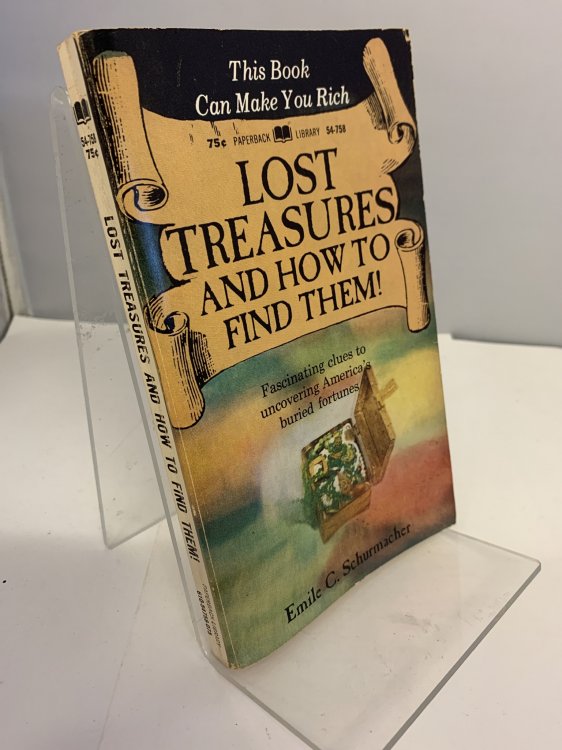 This Book
Can Make You Rich
75¢ PAPERBACK LIBRARY 54-758
LOST
TREASURES
AND HOW TO
FIND THEM!
Fascinating clues to
uncovering America's
buried fortunes
Emile C. Schurmacher
54-758
75¢
LOST TREASURES AND HOW TO FIND THEM!